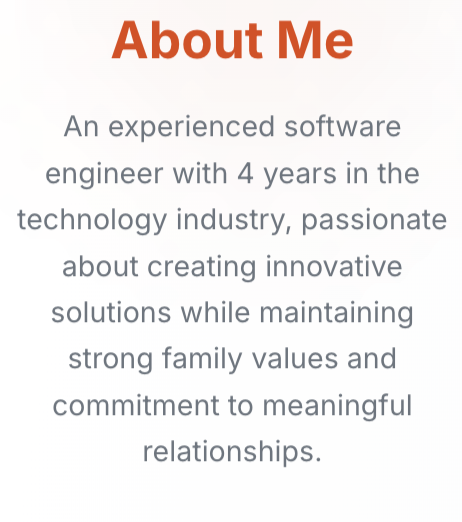 About Me
An experienced software
engineer with 4 years in the
technology industry, passionate
about creating innovative
solutions while maintaining
strong family values and
commitment to meaningful
relationships.